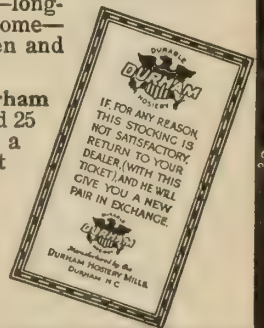 —long-
ome—
en and
rham
d 25
a
t
DURABLE
DURHAM
HOSIERY
IF, FOR ANY REASON,
THIS STOCKING IS
NOT SATISFACTORY,
RETURN TO YOUR
DEALER, (WITH THIS
TICKET), AND HE WILL
GIVE YOU A NEW
PAIR IN EXCHANGE.
DURHAM
Manufactured by the
DURHAM HOSIERY MILLS
DURHAM N C